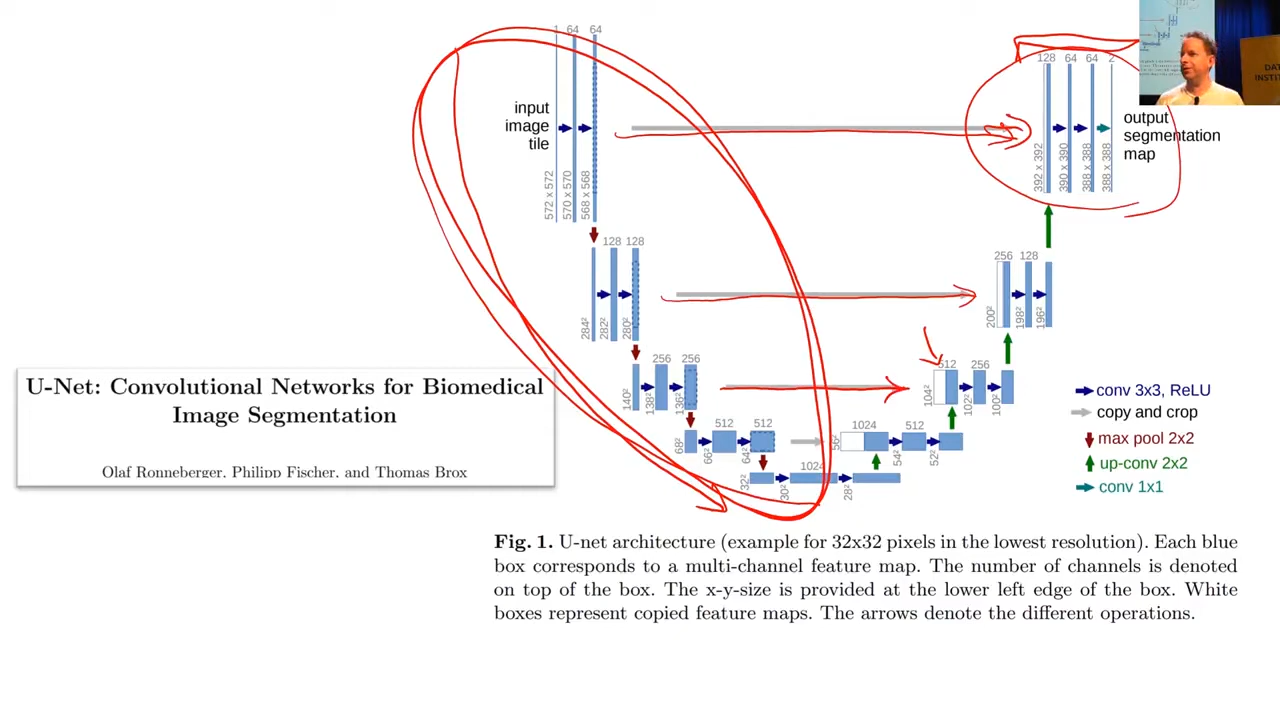 1 64 64
128 64 64 2
input
image
tile
output
segmentation
map
572 x 572
570 x 570
568 x 568
392 x 392
390 x 390
388 x 388
388 x 388
128 128
256 128
284²
282²
280²
200²
198²
196²
256 256
512 256
140²
138²
136²
104²
102²
100²
512 512
1024 512
68²
66²
64²
56²
54²
52²
1024
32²
30²
28²
conv 3x3, ReLU
copy and crop
max pool 2x2
up-conv 2x2
conv 1x1
U-Net: Convolutional Networks for Biomedical
Image Segmentation
Olaf Ronneberger, Philipp Fischer, and Thomas Brox
Fig. 1. U-net architecture (example for 32x32 pixels in the lowest resolution). Each blue
box corresponds to a multi-channel feature map. The number of channels is denoted
on top of the box. The x-y-size is provided at the lower left edge of the box. White
boxes represent copied feature maps. The arrows denote the different operations.